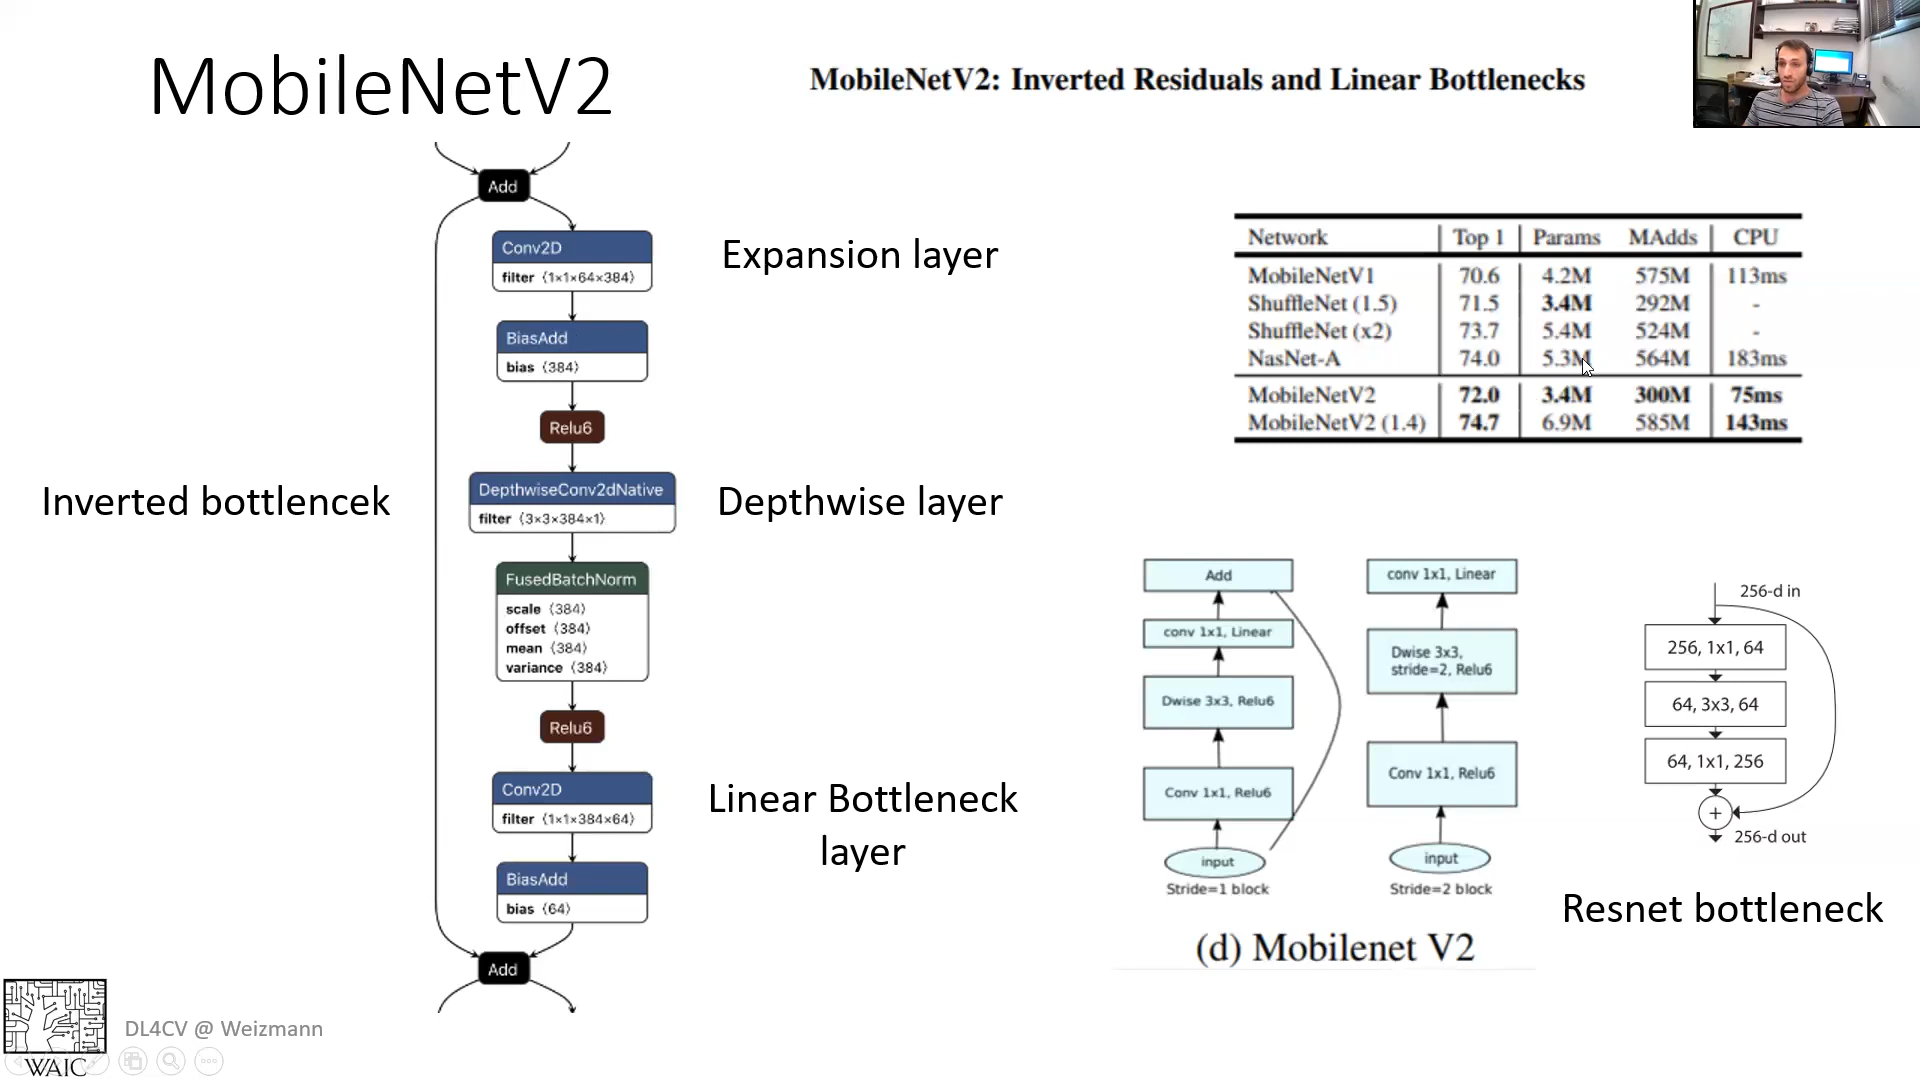 MobileNetV2
MobileNetV2: Inverted Residuals and Linear Bottlenecks
Add
Conv2D
filter ⟨1×1×64×384⟩
BiasAdd
bias ⟨384⟩
Relu6
DepthwiseConv2dNative
filter ⟨3×3×384×1⟩
FusedBatchNorm
scale ⟨384⟩
offset ⟨384⟩
mean ⟨384⟩
variance ⟨384⟩
Relu6
Conv2D
filter ⟨1×1×384×64⟩
BiasAdd
bias ⟨64⟩
Add
Inverted bottlencek
Expansion layer
Depthwise layer
Linear Bottleneck
layer
Network Top 1 Params MAdds CPU
MobileNetV1 70.6 4.2M 575M 113ms
ShuffleNet (1.5) 71.5 3.4M 292M -
ShuffleNet (x2) 73.7 5.4M 524M -
NasNet-A 74.0 5.3M 564M 183ms
MobileNetV2 72.0 3.4M 300M 75ms
MobileNetV2 (1.4) 74.7 6.9M 585M 143ms
Add
conv 1x1, Linear
Dwise 3x3, Relu6
Conv 1x1, Relu6
input
Stride=1 block
conv 1x1, Linear
Dwise 3x3,
stride=2, Relu6
Conv 1x1, Relu6
input
Stride=2 block
(d) Mobilenet V2
256-d in
256, 1x1, 64
64, 3x3, 64
64, 1x1, 256
+
256-d out
Resnet bottleneck
DL4CV @ Weizmann
WAIC